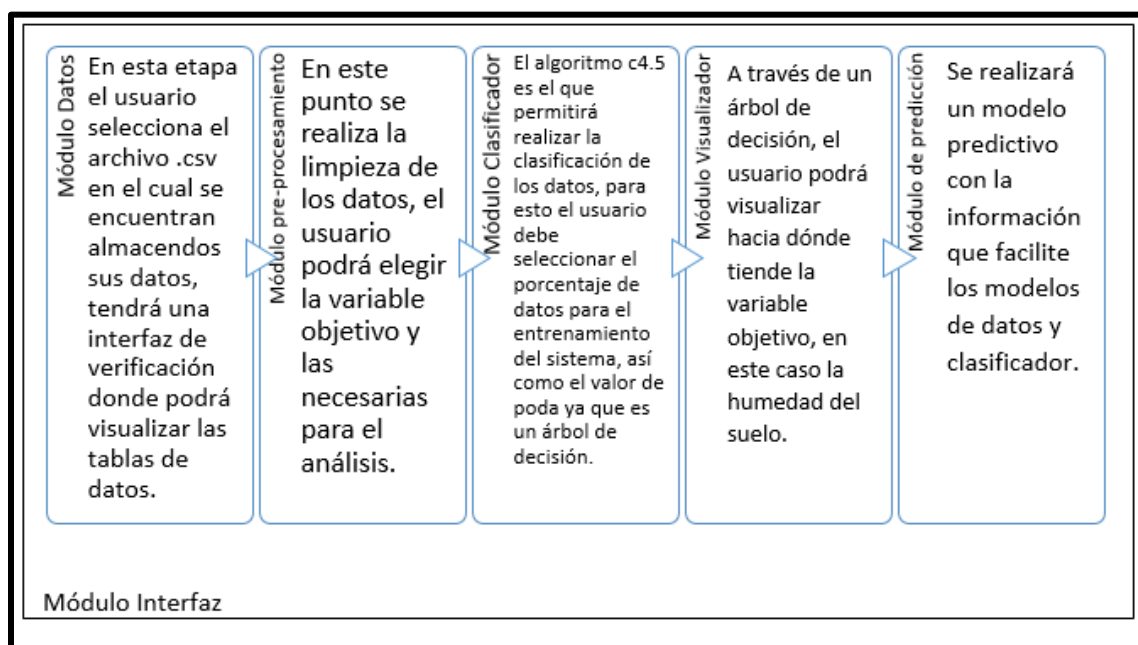 Módulo Datos
En esta etapa
el usuario
selecciona el
archivo .csv
en el cual se
encuentran
almacendos
sus datos,
tendrá una
interfaz de
verificación
donde podrá
visualizar las
tablas de
datos.
Módulo pre-procesamiento
En este
punto se
realiza la
limpieza de
los datos, el
usuario
podrá elegir
la variable
objetivo y
las
necesarias
para el
análisis.
Módulo Clasificador
El algoritmo c4.5
es el que
permitirá
realizar la
clasificación de
los datos, para
esto el usuario
debe
seleccionar el
porcentaje de
datos para el
entrenamiento
del sistema, así
como el valor de
poda ya que es
un árbol de
decisión.
Módulo Visualizador
A través de un
árbol de
decisión, el
usuario podrá
visualizar
hacia dónde
tiende la
variable
objetivo, en
este caso la
humedad del
suelo.
Módulo de predicción
Se realizará
un modelo
predictivo
con la
información
que facilite
los modelos
de datos y
clasificador.
Módulo Interfaz